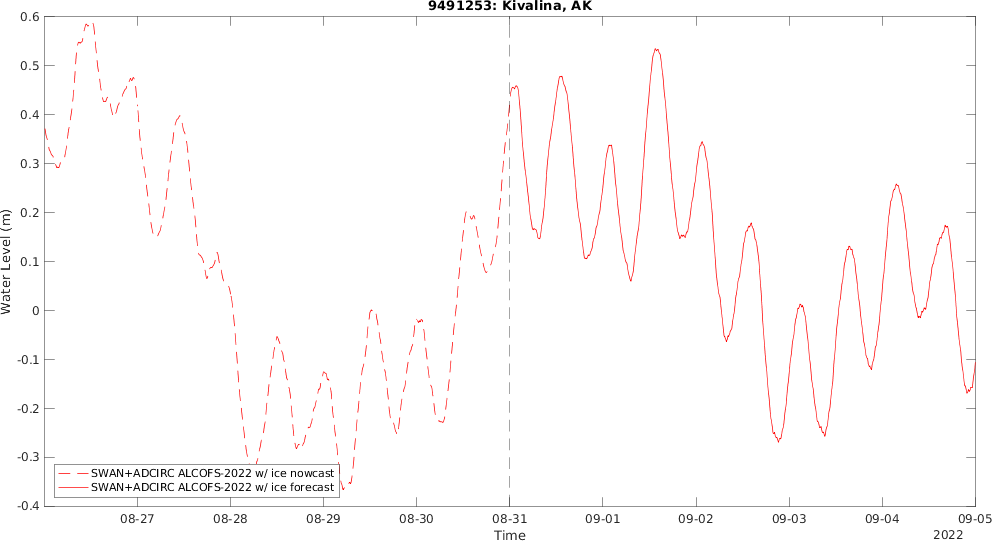 9491253: Kivalina, AK
0.6
0.5
0.4
0.3
0.2
0.1
0
-0.1
-0.2
-0.3
-0.4
Water Level (m)
SWAN+ADCIRC ALCOFS-2022 w/ ice nowcast
SWAN+ADCIRC ALCOFS-2022 w/ ice forecast
08-27 08-28 08-29 08-30 08-31 09-01 09-02 09-03 09-04 09-05
Time
2022